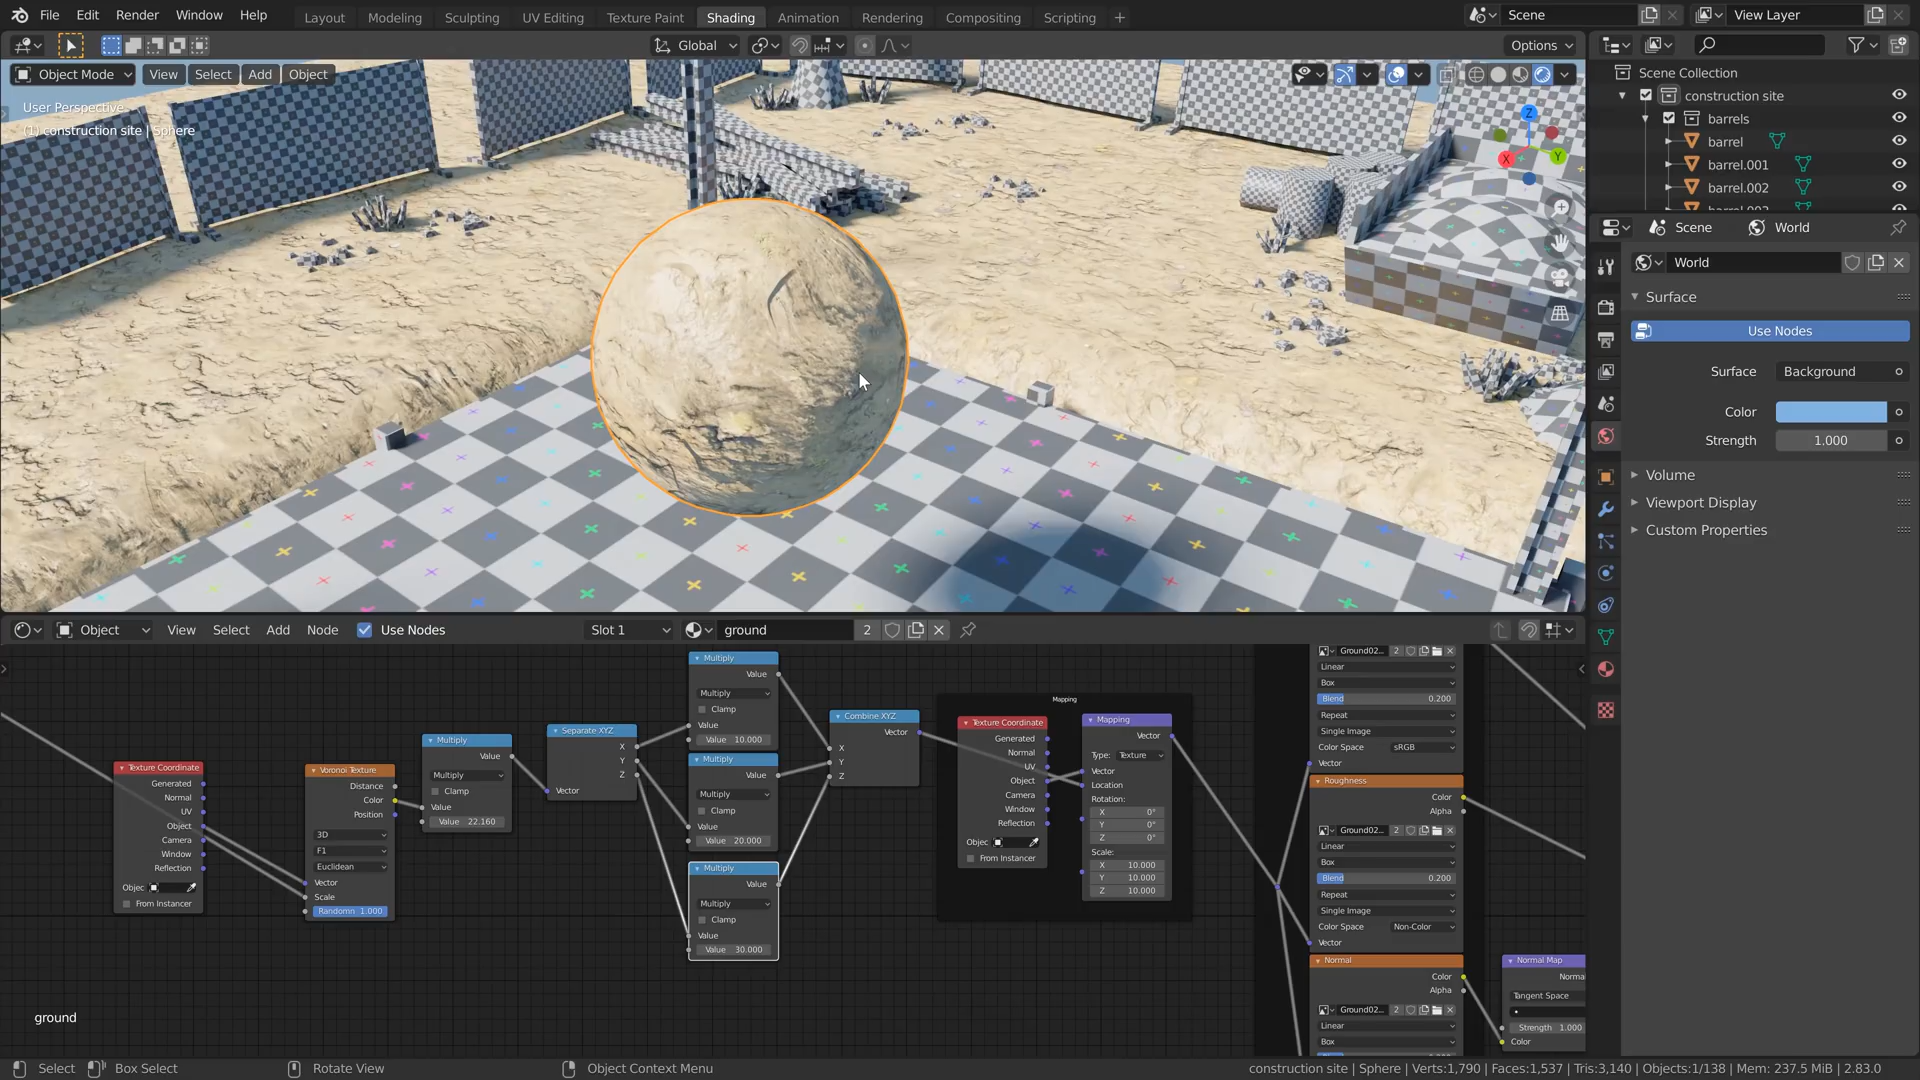 File Edit Render Window Help
Layout Modeling Sculpting UV Editing Texture Paint Shading Animation Rendering Compositing Scripting +
Scene
View Layer
Global
Options
Object Mode View Select Add Object
User Perspective
(1) construction site | Sphere
Z
X
Y
Scene Collection
construction site
barrels
barrel
barrel.001
barrel.002
Scene World
World
Surface
Use Nodes
Surface Background
Color
Strength 1.000
Volume
Viewport Display
Custom Properties
Object View Select Add Node Use Nodes Slot 1 ground 2
Texture Coordinate
Generated
Normal
UV
Object
Camera
Window
Reflection
Objec
From Instancer
Voronoi Texture
Distance
Color
Position
3D
F1
Euclidean
Vector
Scale
Randomn 1.000
Multiply
Value
Multiply
Clamp
Value
Value 22.160
Separate XYZ
X
Y
Z
Vector
Multiply
Value
Multiply
Clamp
Value
Value 10.000
Multiply
Value
Multiply
Clamp
Value
Value 20.000
Multiply
Value
Multiply
Clamp
Value
Value 30.000
Combine XYZ
Vector
X
Y
Z
Mapping
Texture Coordinate
Generated
Normal
UV
Object
Camera
Window
Reflection
Objec
From Instancer
Mapping
Vector
Type: Texture
Vector
Location
Rotation:
X 0°
Y 0°
Z 0°
Scale:
X 10.000
Y 10.000
Z 10.000
Ground02... 2
Linear
Box
Blend 0.200
Repeat
Single Image
Color Space sRGB
Vector
Roughness
Color
Alpha
Ground02... 2
Linear
Box
Blend 0.200
Repeat
Single Image
Color Space Non-Color
Vector
Normal
Color
Alpha
Ground02... 2
Linear
Box
Normal Map
Norma
Tangent Space
Strength 1.000
Color
ground
Select Box Select Rotate View Object Context Menu
construction site | Sphere | Verts:1,790 | Faces:1,537 | Tris:3,140 | Objects:1/138 | Mem: 237.5 MiB | 2.83.0